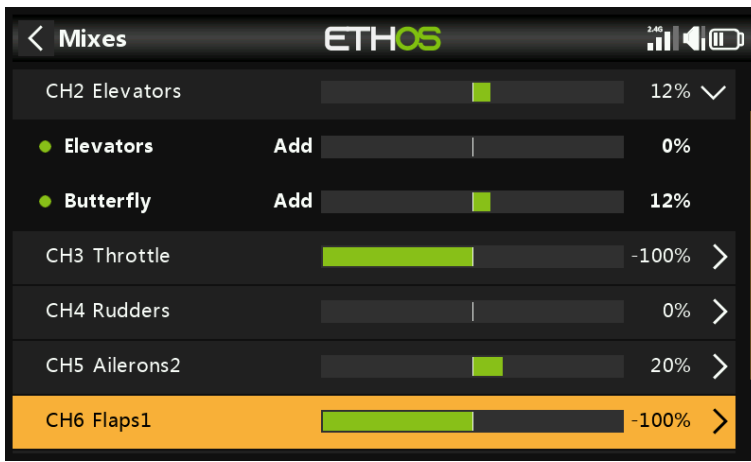 Mixes ETHOS 2.4G
CH2 Elevators 12%
Elevators Add 0%
Butterfly Add 12%
CH3 Throttle -100%
CH4 Rudders 0%
CH5 Ailerons2 20%
CH6 Flaps1 -100%